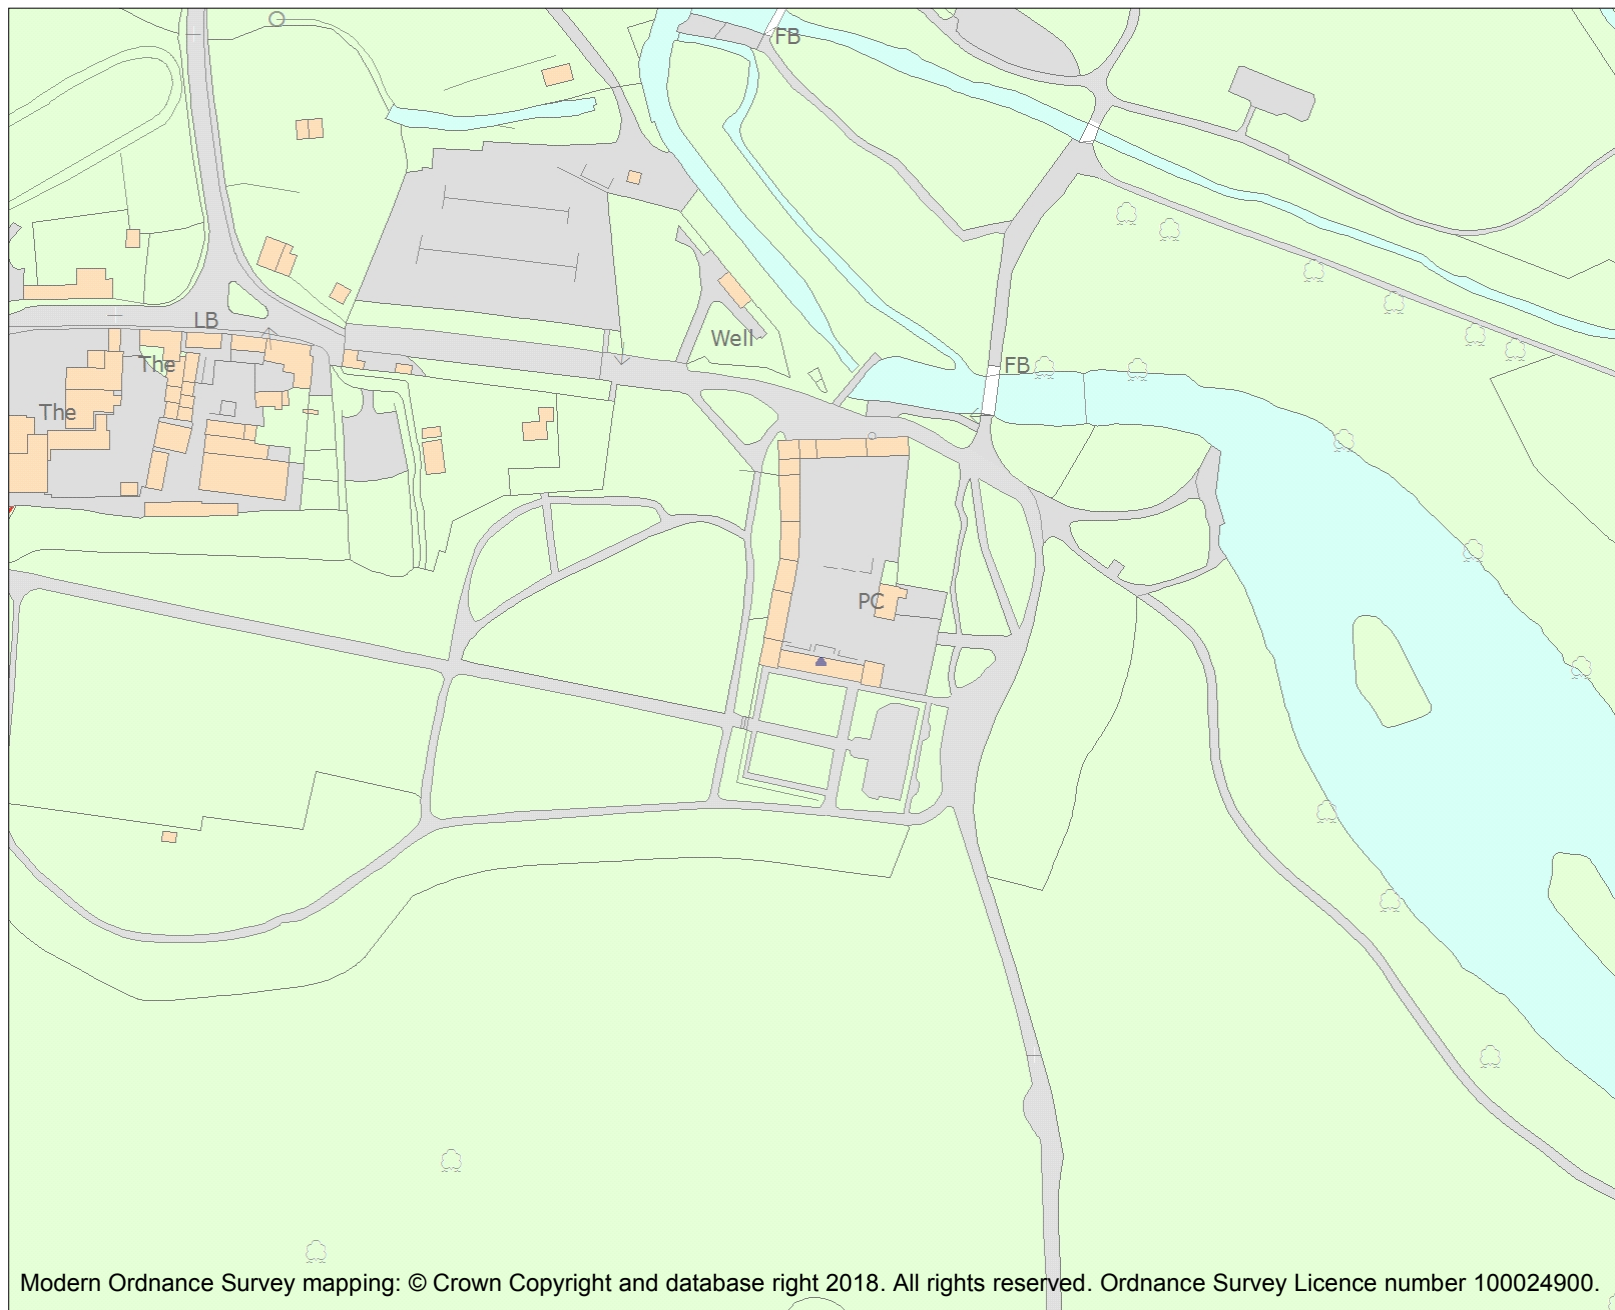 FB
LB
Well
The
FB
The
PC
Modern Ordnance Survey mapping: © Crown Copyright and database right 2018. All rights reserved. Ordnance Survey Licence number 100024900.